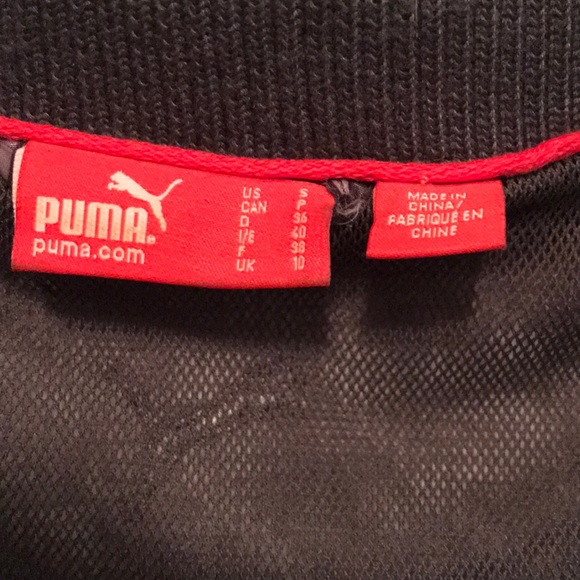 PUMA
puma.com
US S
CAN P
D 36
I/E 40
F 38
UK 10
MADE IN
CHINA/
FABRIQUÉ EN
CHINE